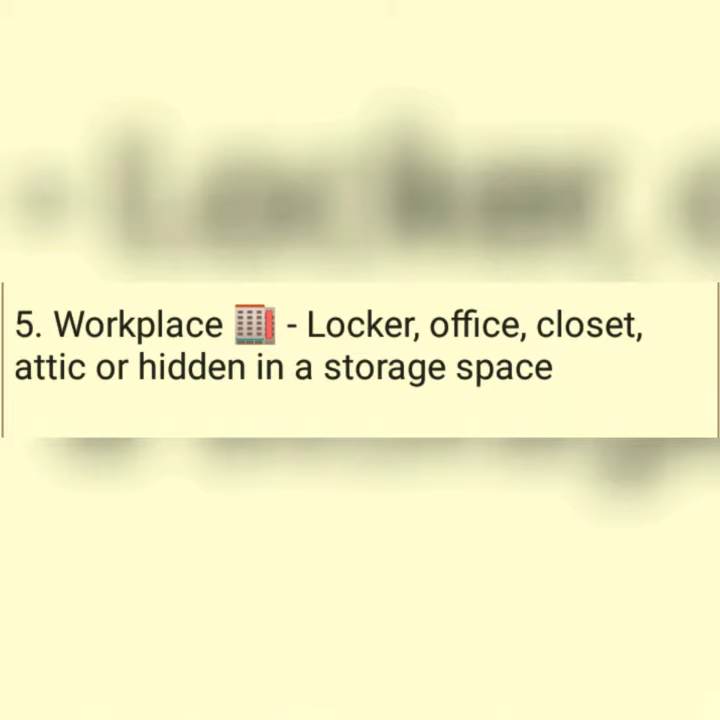 5. Workplace 🏬 - Locker, office, closet,
attic or hidden in a storage space